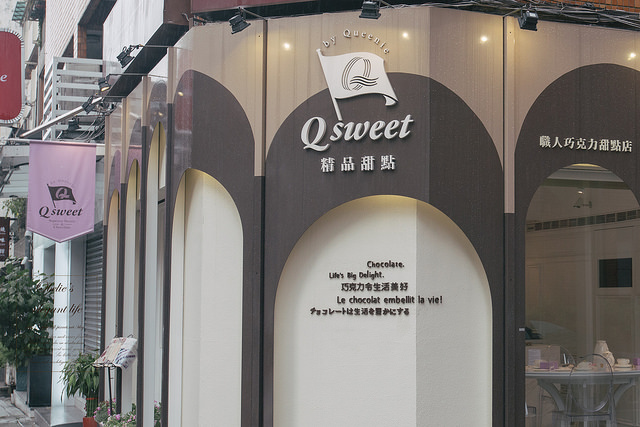 by Queenie
Q
Q sweet
精品甜點
職人巧克力甜點店
Q sweet
Chocolate.
Life's Big Delight.
巧克力令生活美好
Le chocolat embellit la vie!
チョコレートは生活を豊かにする
e